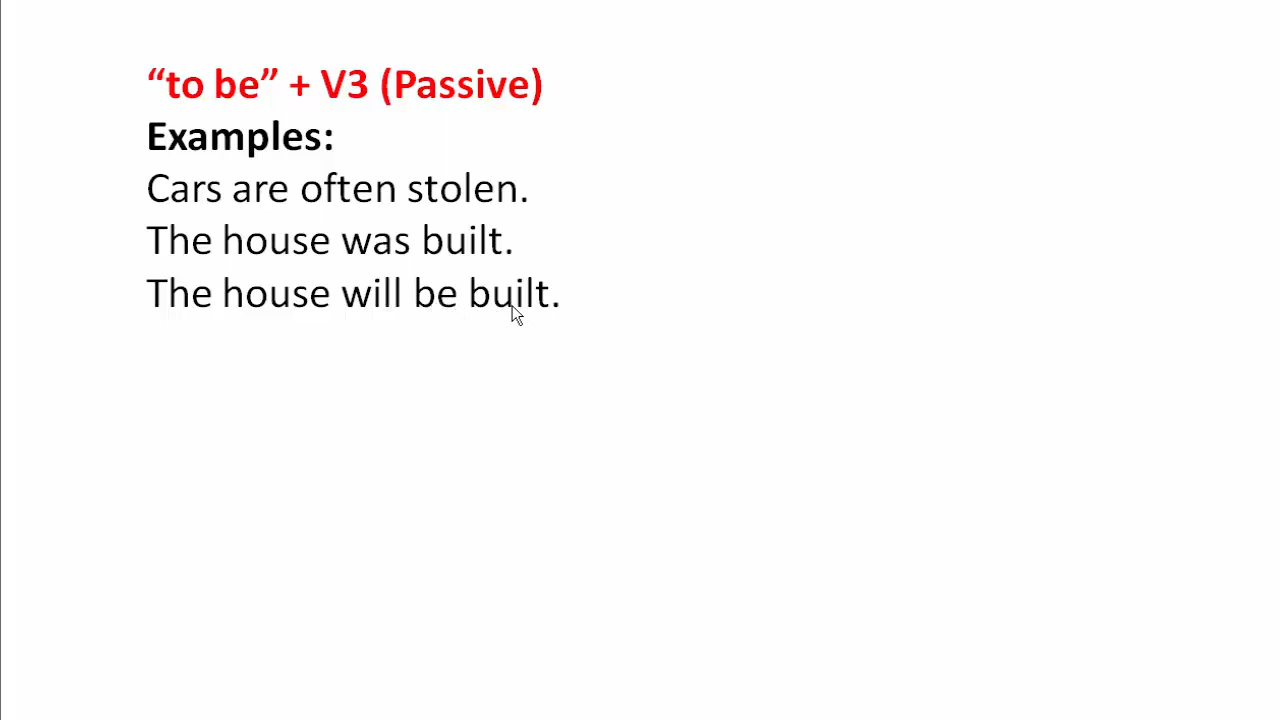 “to be” + V3 (Passive)
Examples:
Cars are often stolen.
The house was built.
The house will be built.